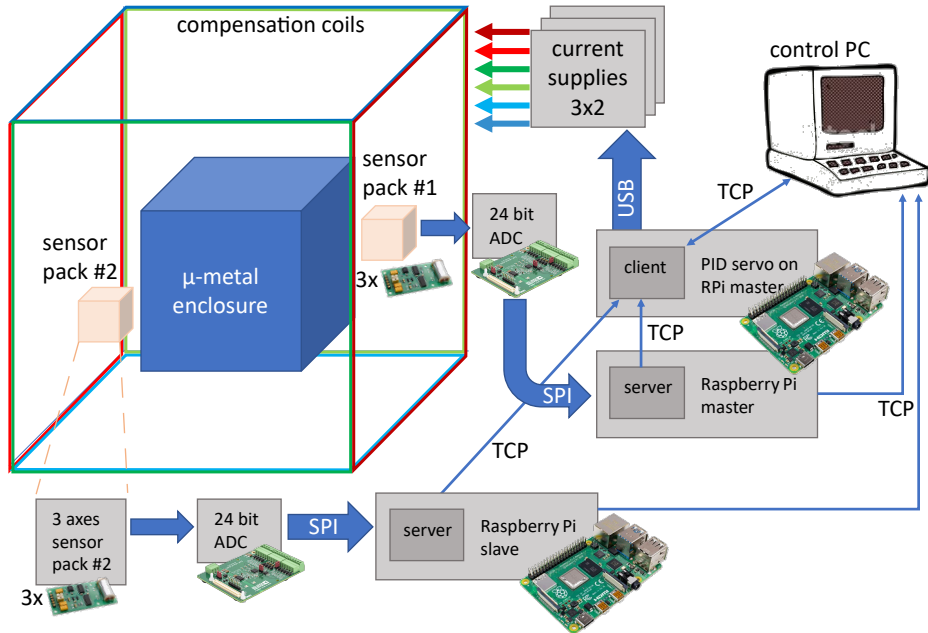 compensation coils
current
supplies
3x2
control PC
sensor
pack #1
3x
24 bit
ADC
USB
TCP
sensor
pack #2
µ-metal
enclosure
client
PID servo on
RPi master
TCP
SPI
server
Raspberry Pi
master
TCP
TCP
3 axes
sensor
pack #2
3x
24 bit
ADC
SPI
server
Raspberry Pi
slave